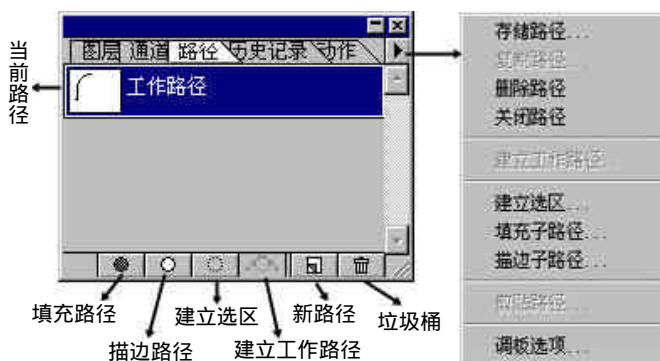 当前路径
图层 通道 路径 历史记录 动作
工作路径
填充路径
描边路径
建立选区
建立工作路径
新路径
垃圾桶
存储路径...
复制路径...
删除路径
关闭路径
建立工作路径...
建立选区...
填充子路径...
描边子路径...
剪贴路径...
调板选项...